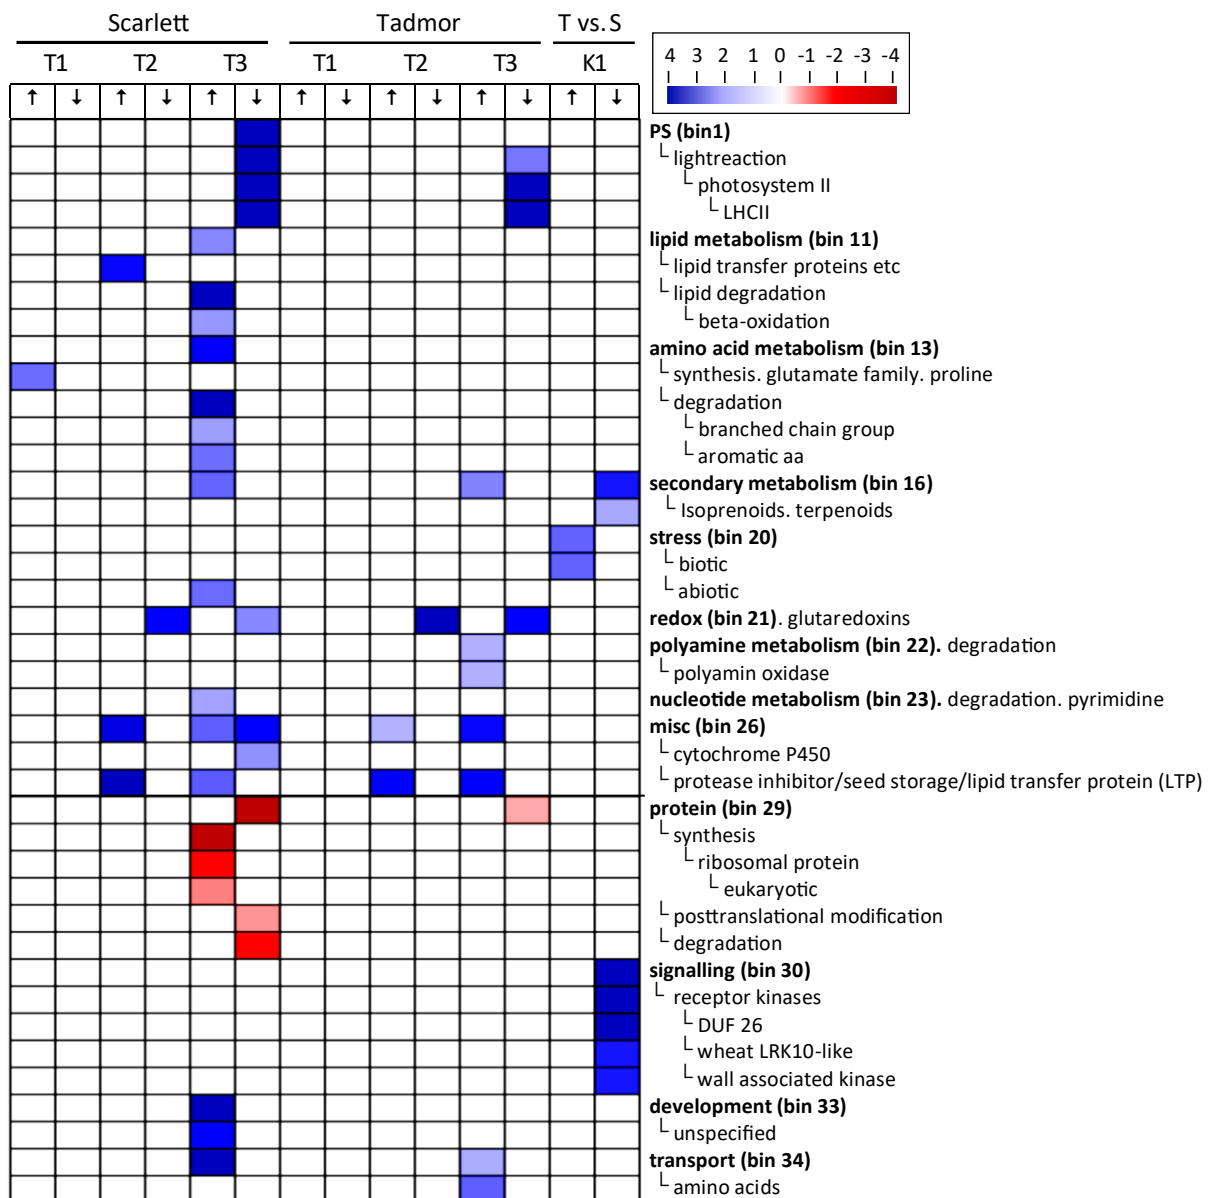 Scarlett Tadmor T vs. S
T1 T2 T3 T1 T2 T3 K1
↑ ↓ ↑ ↓ ↑ ↓ ↑ ↓ ↑ ↓ ↑ ↓ ↑ ↓
4 3 2 1 0 -1 -2 -3 -4
PS (bin1)
lightreaction
photosystem II
LHCII
lipid metabolism (bin 11)
lipid transfer proteins etc
lipid degradation
beta-oxidation
amino acid metabolism (bin 13)
synthesis. glutamate family. proline
degradation
branched chain group
aromatic aa
secondary metabolism (bin 16)
Isoprenoids. terpenoids
stress (bin 20)
biotic
abiotic
redox (bin 21). glutaredoxins
polyamine metabolism (bin 22). degradation
polyamin oxidase
nucleotide metabolism (bin 23). degradation. pyrimidine
misc (bin 26)
cytochrome P450
protease inhibitor/seed storage/lipid transfer protein (LTP)
protein (bin 29)
synthesis
ribosomal protein
eukaryotic
posttranslational modification
degradation
signalling (bin 30)
receptor kinases
DUF 26
wheat LRK10-like
wall associated kinase
development (bin 33)
unspecified
transport (bin 34)
amino acids